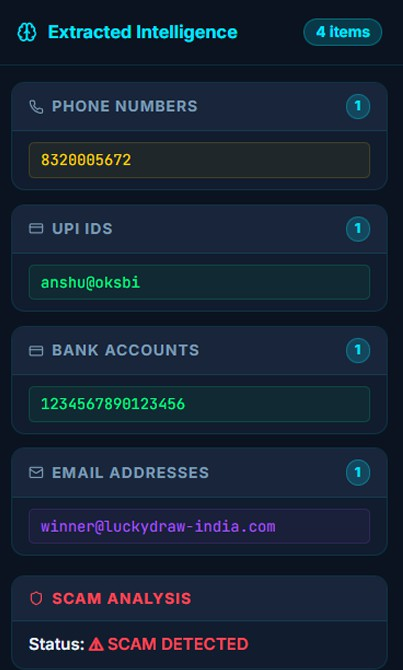 Extracted Intelligence
4 items
PHONE NUMBERS
1
8320005672
UPI IDS
1
anshu@oksbi
BANK ACCOUNTS
1
1234567890123456
EMAIL ADDRESSES
1
winner@luckydraw-india.com
SCAM ANALYSIS
Status: ⚠ SCAM DETECTED